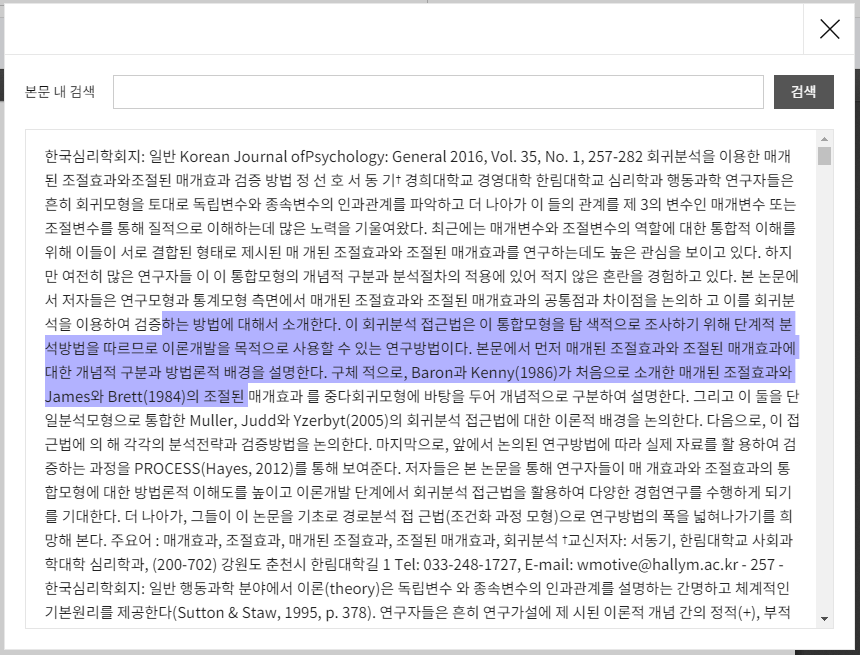 본문 내 검색
검색
한국심리학회지: 일반 Korean Journal ofPsychology: General 2016, Vol. 35, No. 1, 257-282 회귀분석을 이용한 매개
된 조절효과와조절된 매개효과 검증 방법 정 선 호 서 동 기† 경희대학교 경영대학 한림대학교 심리학과 행동과학 연구자들은
흔히 회귀모형을 토대로 독립변수와 종속변수의 인과관계를 파악하고 더 나아가 이 들의 관계를 제 3의 변수인 매개변수 또는
조절변수를 통해 질적으로 이해하는데 많은 노력을 기울여왔다. 최근에는 매개변수와 조절변수의 역할에 대한 통합적 이해를
위해 이들이 서로 결합된 형태로 제시된 매 개된 조절효과와 조절된 매개효과를 연구하는데도 높은 관심을 보이고 있다. 하지
만 여전히 많은 연구자들 이 이 통합모형의 개념적 구분과 분석절차의 적용에 있어 적지 않은 혼란을 경험하고 있다. 본 논문에
서 저자들은 연구모형과 통계모형 측면에서 매개된 조절효과와 조절된 매개효과의 공통점과 차이점을 논의하 고 이를 회귀분
석을 이용하여 검증하는 방법에 대해서 소개한다. 이 회귀분석 접근법은 이 통합모형을 탐 색적으로 조사하기 위해 단계적 분
석방법을 따르므로 이론개발을 목적으로 사용할 수 있는 연구방법이다. 본문에서 먼저 매개된 조절효과와 조절된 매개효과에
대한 개념적 구분과 방법론적 배경을 설명한다. 구체 적으로, Baron과 Kenny(1986)가 처음으로 소개한 매개된 조절효과와
James와 Brett(1984)의 조절된 매개효과 를 중다회귀모형에 바탕을 두어 개념적으로 구분하여 설명한다. 그리고 이 둘을 단
일분석모형으로 통합한 Muller, Judd와 Yzerbyt(2005)의 회귀분석 접근법에 대한 이론적 배경을 논의한다. 다음으로, 이 접
근법에 의 해 각각의 분석전략과 검증방법을 논의한다. 마지막으로, 앞에서 논의된 연구방법에 따라 실제 자료를 활 용하여 검
증하는 과정을 PROCESS(Hayes, 2012)를 통해 보여준다. 저자들은 본 논문을 통해 연구자들이 매 개효과와 조절효과의 통
합모형에 대한 방법론적 이해도를 높이고 이론개발 단계에서 회귀분석 접근법을 활용하여 다양한 경험연구를 수행하게 되기
를 기대한다. 더 나아가, 그들이 이 논문을 기초로 경로분석 접 근법(조건화 과정 모형)으로 연구방법의 폭을 넓혀나가기를 희
망해 본다. 주요어 : 매개효과, 조절효과, 매개된 조절효과, 조절된 매개효과, 회귀분석 †교신저자: 서동기, 한림대학교 사회과
학대학 심리학과, (200-702) 강원도 춘천시 한림대학길 1 Tel: 033-248-1727, E-mail: wmotive@hallym.ac.kr - 257 -
한국심리학회지: 일반 행동과학 분야에서 이론(theory)은 독립변수 와 종속변수의 인과관계를 설명하는 간명하고 체계적인
기본원리를 제공한다(Sutton & Staw, 1995, p. 378). 연구자들은 흔히 연구가설에 제 시된 이론적 개념 간의 정적(+), 부적